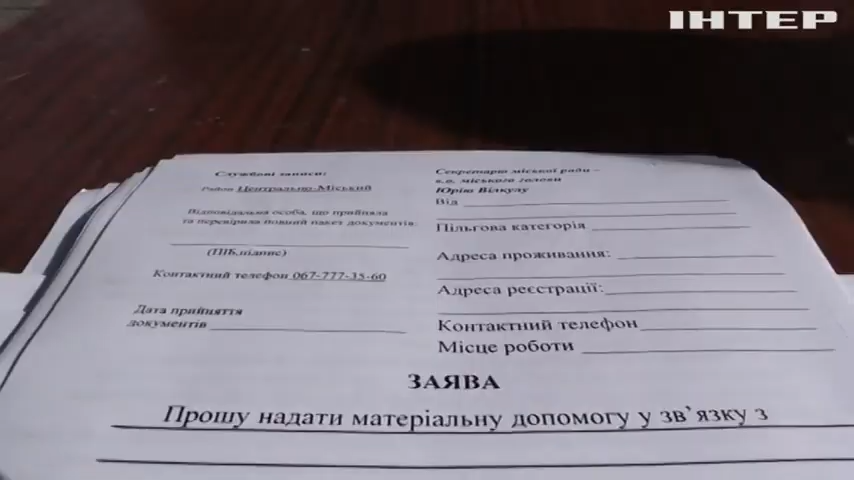 ІНТЕР
Службові записи:
Район Центрально-Міський
Відповідальна особа, що прийняла
та перевірила повний пакет документів:
(ПІБ,підпис)
Контактний телефон 067-777-35-60
Дата прийняття
документів
Секретарю міської ради –
в.о. міського голови
Юрію Вілкулу
Від
Пільгова категорія
Адреса проживання:
Адреса реєстрації:
Контактний телефон
Місце роботи
ЗАЯВА
Прошу надати матеріальну допомогу у зв'язку з